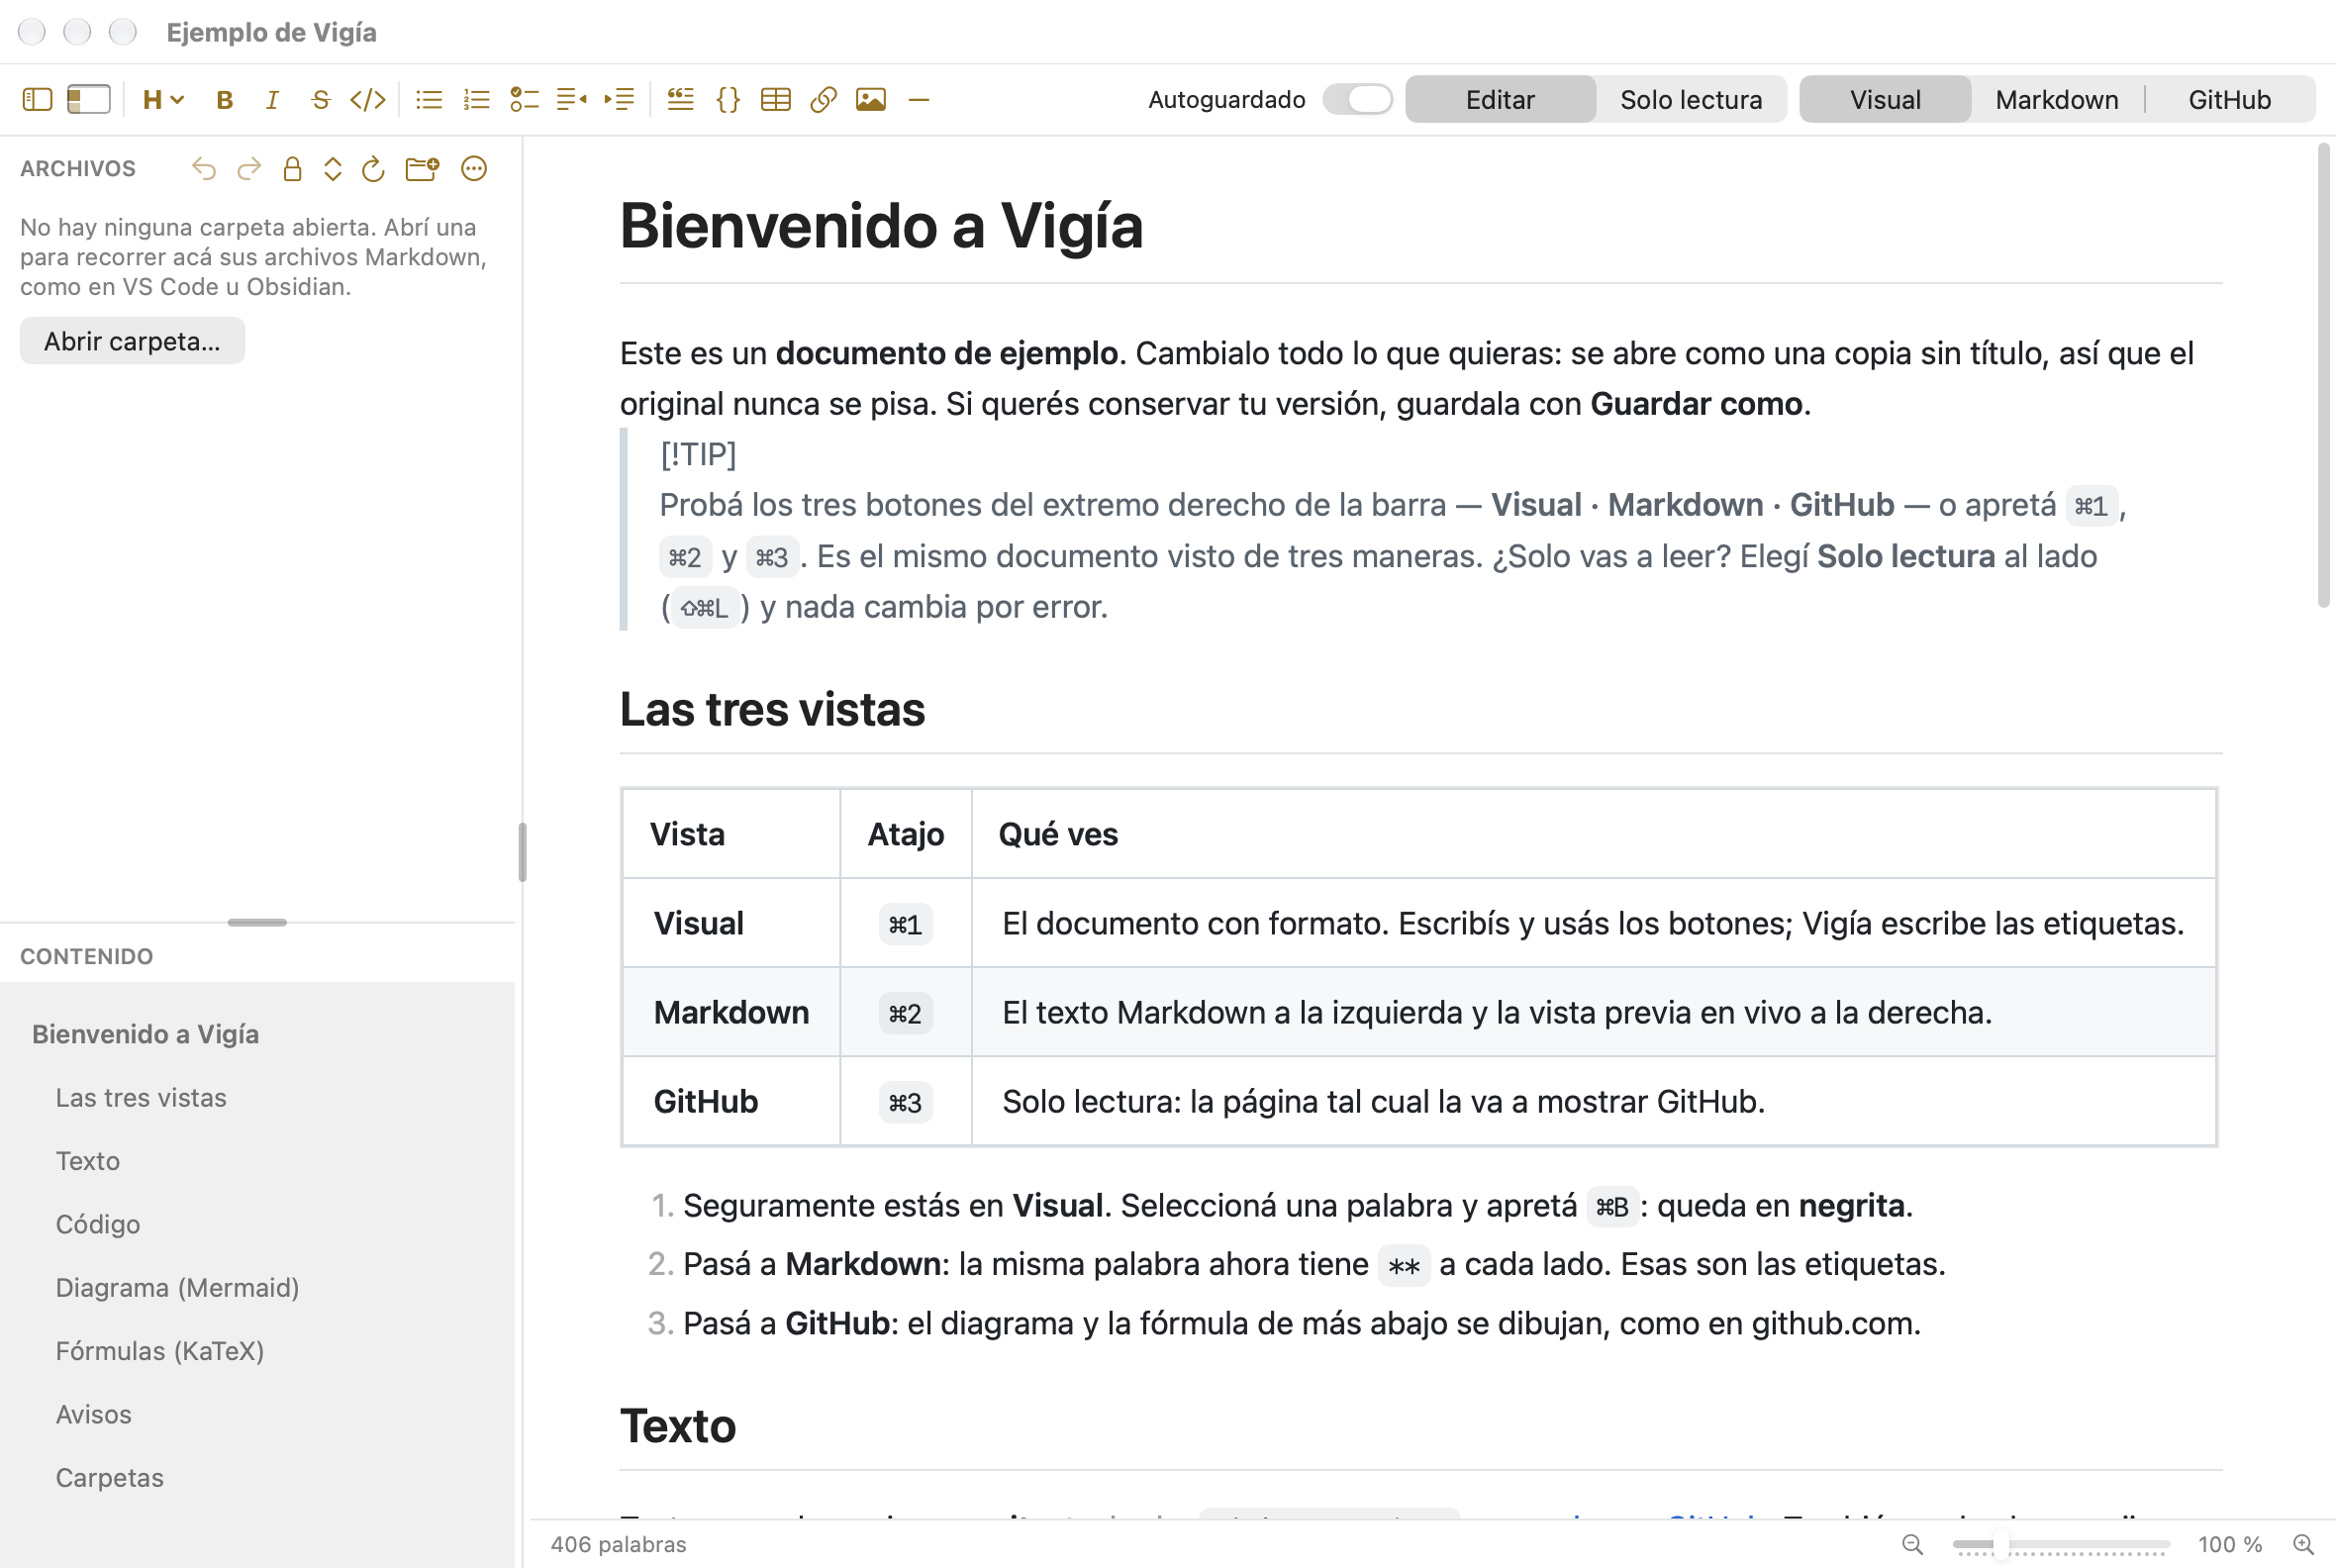 Ejemplo de Vigía
H B I S </>
Autoguardado
Editar Solo lectura
Visual Markdown GitHub
ARCHIVOS
No hay ninguna carpeta abierta. Abrí una
para recorrer acá sus archivos Markdown,
como en VS Code u Obsidian.
Abrir carpeta...
CONTENIDO
Bienvenido a Vigía
Las tres vistas
Texto
Código
Diagrama (Mermaid)
Fórmulas (KaTeX)
Avisos
Carpetas
Bienvenido a Vigía
Este es un documento de ejemplo. Cambialo todo lo que quieras: se abre como una copia sin título, así que el
original nunca se pisa. Si querés conservar tu versión, guardala con Guardar como.
[!TIP]
Probá los tres botones del extremo derecho de la barra — Visual · Markdown · GitHub — o apretá ⌘1,
⌘2 y ⌘3. Es el mismo documento visto de tres maneras. ¿Solo vas a leer? Elegí Solo lectura al lado
(⇧⌘L) y nada cambia por error.
Las tres vistas
Vista Atajo Qué ves
Visual ⌘1 El documento con formato. Escribís y usás los botones; Vigía escribe las etiquetas.
Markdown ⌘2 El texto Markdown a la izquierda y la vista previa en vivo a la derecha.
GitHub ⌘3 Solo lectura: la página tal cual la va a mostrar GitHub.
1. Seguramente estás en Visual. Seleccioná una palabra y apretá ⌘B: queda en negrita.
2. Pasá a Markdown: la misma palabra ahora tiene ** a cada lado. Esas son las etiquetas.
3. Pasá a GitHub: el diagrama y la fórmula de más abajo se dibujan, como en github.com.
Texto
406 palabras
100 %